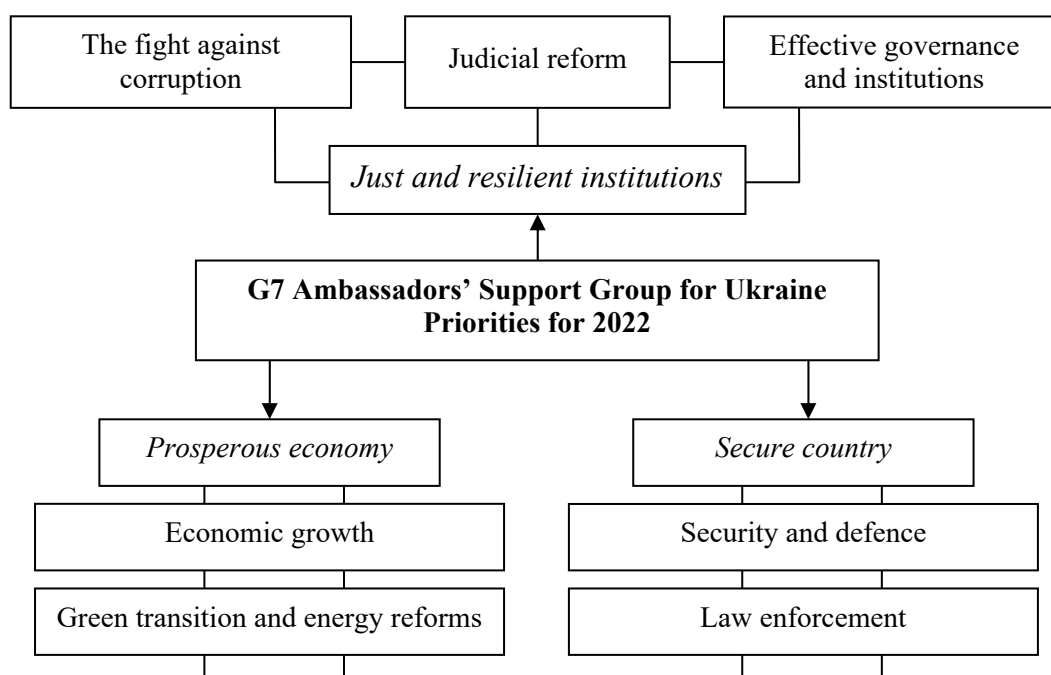 The fight against
corruption
Judicial reform
Effective governance
and institutions
Just and resilient institutions
G7 Ambassadors’ Support Group for Ukraine
Priorities for 2022
Prosperous economy
Secure country
Economic growth
Security and defence
Green transition and energy reforms
Law enforcement